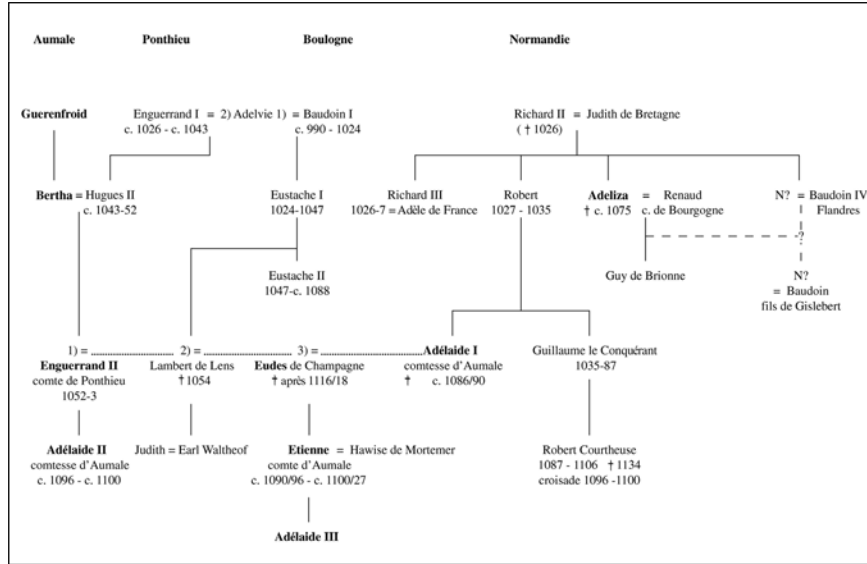 Aumale Ponthieu Boulogne Normandie
Guerenfroid Enguerrand I = 2) Adelvie 1) = Baudoin I Richard II = Judith de Bretagne
c. 1026 - c. 1043 c. 990 - 1024 ( † 1026)
Bertha = Hugues II Eustache I Richard III Robert Adeliza = Renaud N? = Baudoin IV
c. 1043-52 1024-1047 1026-7 = Adèle de France 1027 - 1035 † c. 1075 c. de Bourgogne Flandres
?
Eustache II Guy de Brionne N?
1047-c. 1088 = Baudoin
fils de Gislebert
1) = 2) = 3) = Adélaide I Guillaume le Conquérant
Enguerrand II Lambert de Lens Eudes de Champagne comtesse d'Aumale 1035-87
comte de Ponthieu † 1054 † après 1116/18 † c. 1086/90
1052-3
Adélaide II Judith = Earl Waltheof Etienne = Hawise de Mortemer Robert Courtheuse
comtesse d'Aumale comte d'Aumale 1087 - 1106 † 1134
c. 1096 - c. 1100 c. 1090/96 - c. 1100/27 croisade 1096 -1100
Adélaide III